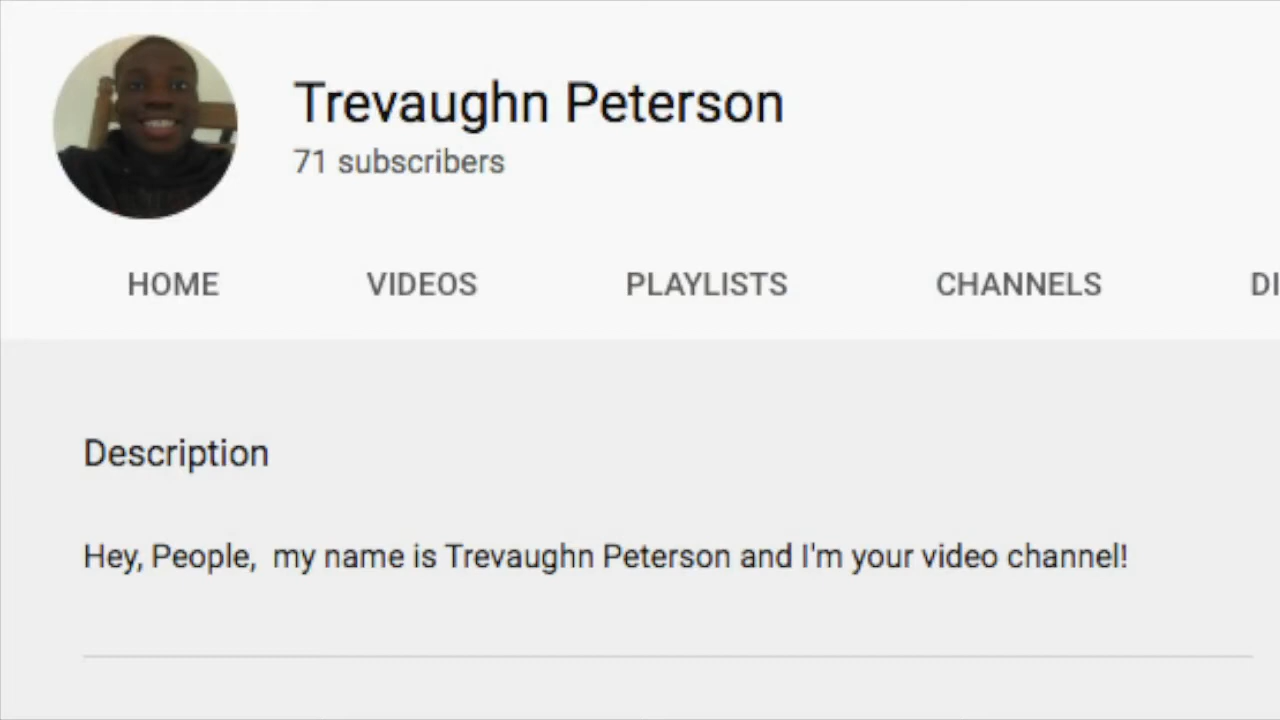 Trevaughn Peterson
71 subscribers
HOME VIDEOS PLAYLISTS CHANNELS DI
Description
Hey, People,  my name is Trevaughn Peterson and I'm your video channel!